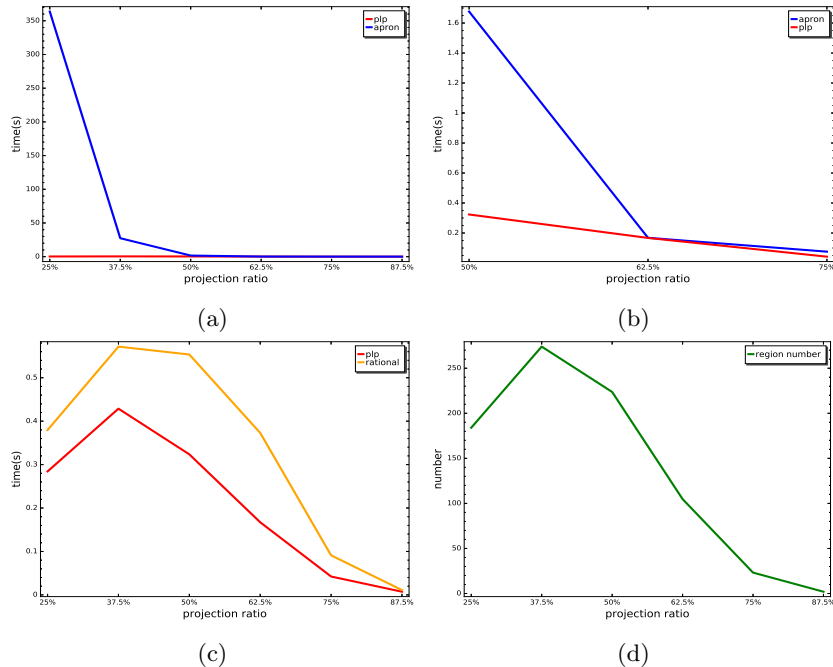 350
300
250
200
150
100
50
0
time(s)
25% 37.5% 50% 62.5% 75% 87.5%
projection ratio
plp
apron
(a)
1.6
1.4
1.2
1
0.8
0.6
0.4
0.2
time(s)
50% 62.5% 75%
projection ratio
apron
plp
(b)
0.5
0.4
0.3
0.2
0.1
0
time(s)
25% 37.5% 50% 62.5% 75% 87.5%
projection ratio
plp
rational
(c)
250
200
150
100
50
0
number
25% 37.5% 50% 62.5% 75% 87.5%
projection ratio
region number
(d)